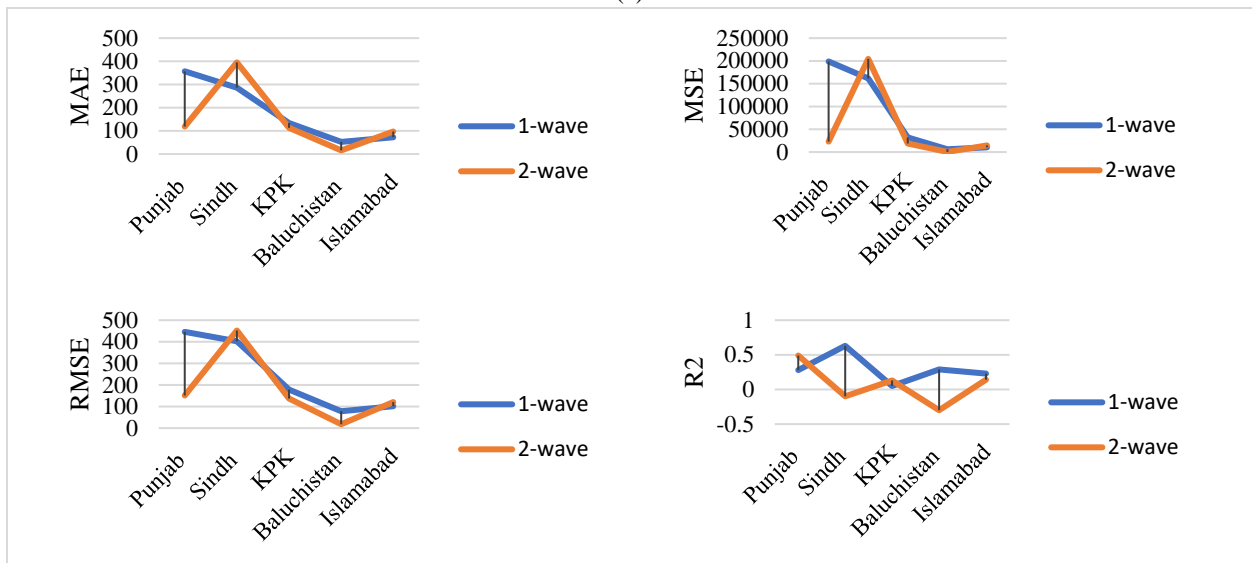 500
400
300
200
100
0
MAE
Punjab
Sindh
KPK
Baluchistan
Islamabad
1-wave
2-wave
250000
200000
150000
100000
50000
0
MSE
Punjab
Sindh
KPK
Baluchistan
Islamabad
1-wave
2-wave
500
400
300
200
100
0
RMSE
Punjab
Sindh
KPK
Baluchistan
Islamabad
1-wave
2-wave
1
0.5
0
-0.5
R2
Punjab
Sindh
KPK
Baluchistan
Islamabad
1-wave
2-wave